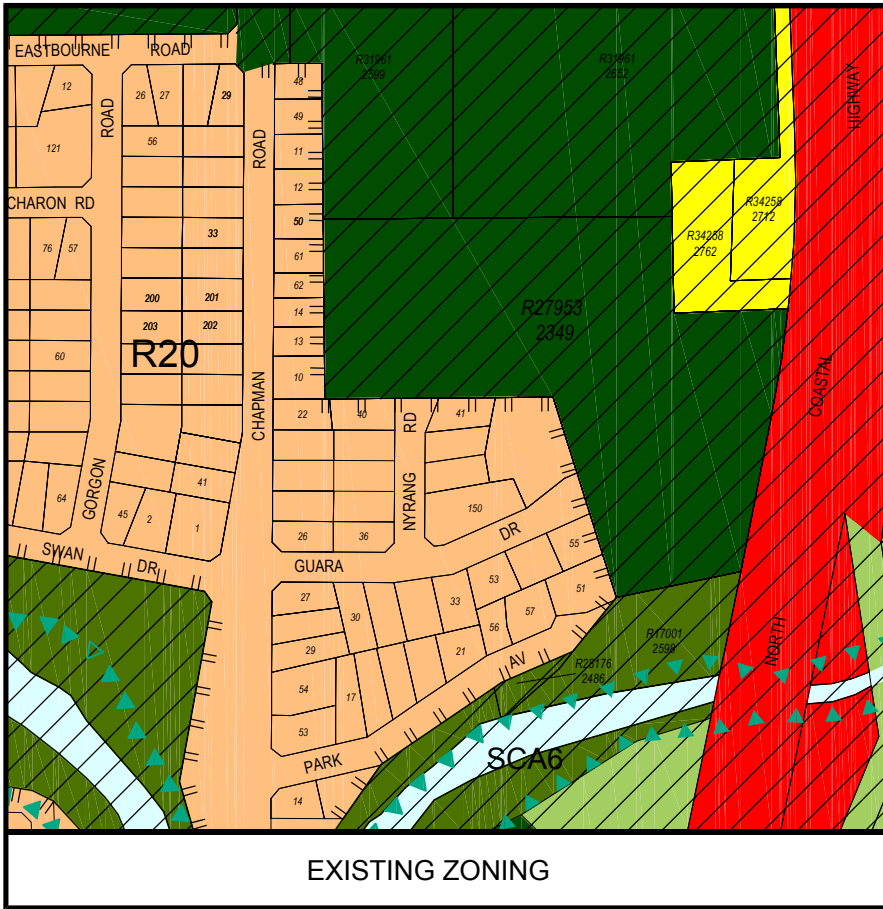 EASTBOURNE ROAD
R31961
2599
R31961
2652
HIGHWAY
12
26
27
29
48
49
ROAD
ROAD
56
121
11
12
CHARON RD
R34258
2712
R34258
2762
50
33
76
57
61
62
200
201
14
R27953
2349
203
202
13
R20
60
10
COASTAL
CHAPMAN
22
40
RD
41
41
64
GORGON
45
2
1
150
NYRANG
26
36
DR
55
SWAN DR
GUARA
53
51
27
30
33
57
56
29
21
R17001
2598
NORTH
AV
R28176
2486
54
17
53
PARK
SCA6
14
EXISTING ZONING